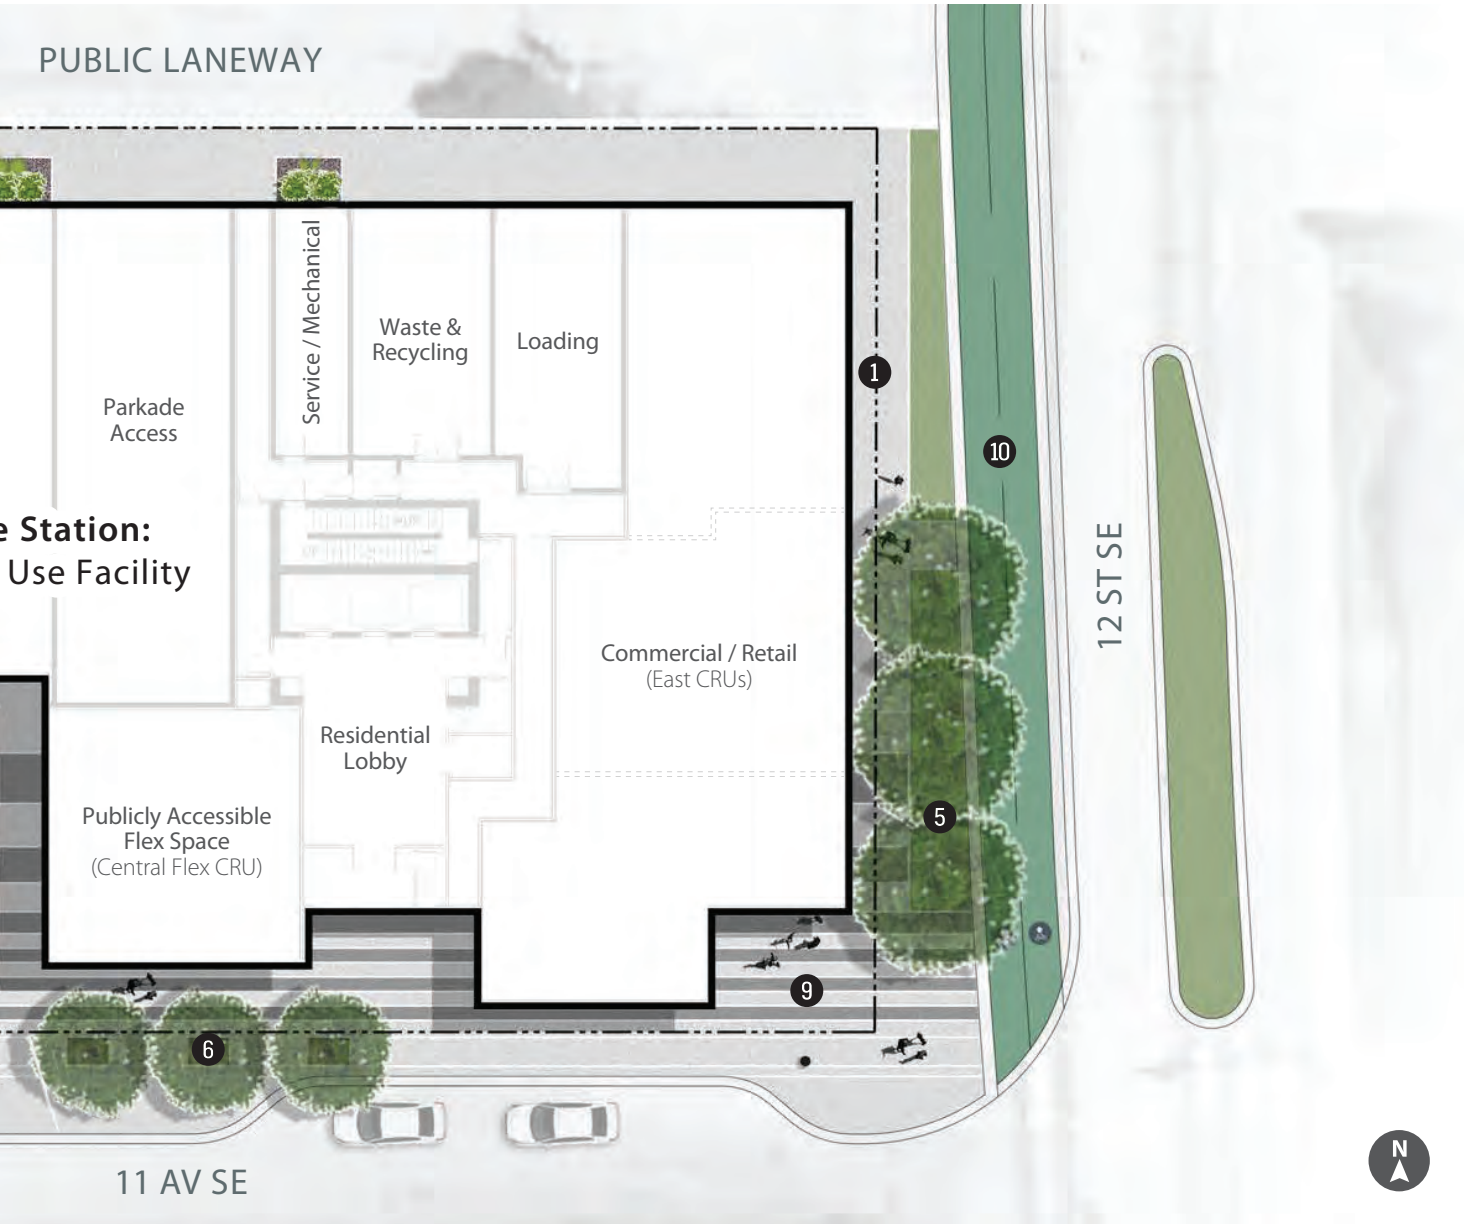 PUBLIC LANEWAY
Service / Mechanical
Waste &
Recycling
Loading
Parkade
Access
1
10
e Station:
Use Facility
12 ST SE
Commercial / Retail
(East CRUs)
Residential
Lobby
Publicly Accessible
Flex Space
(Central Flex CRU)
5
9
6
11 AV SE
N